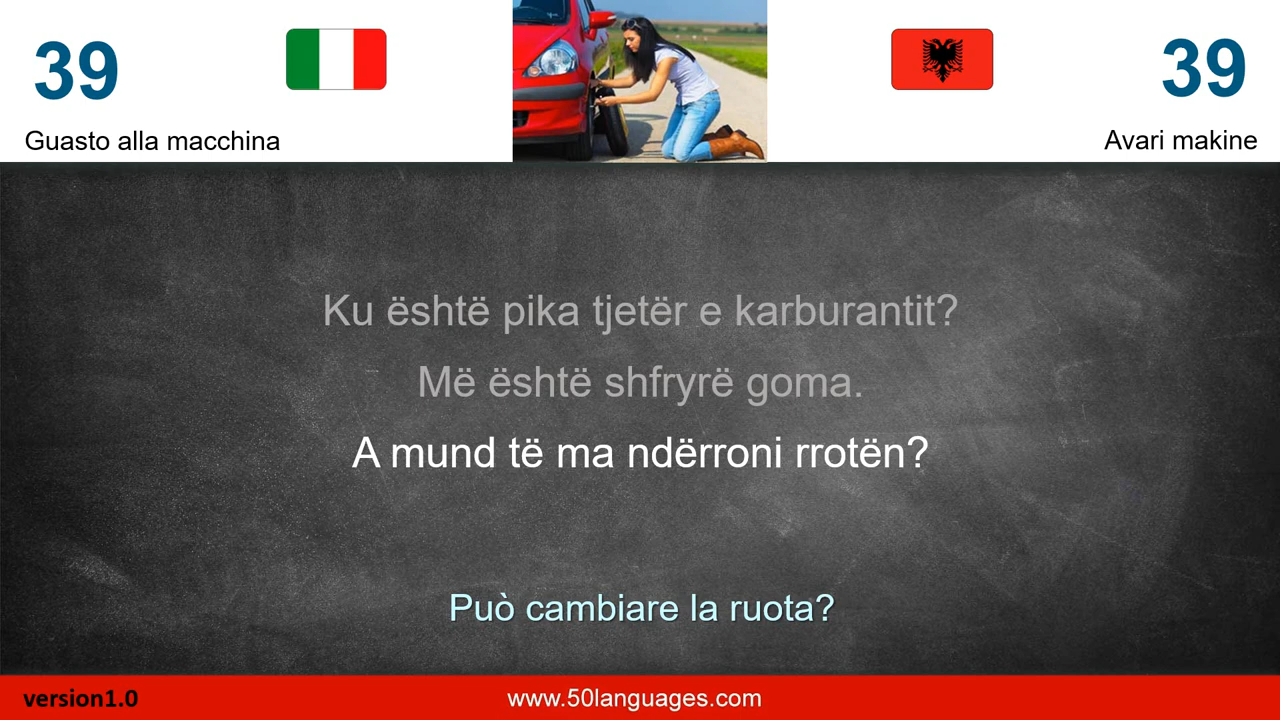 39
39
Guasto alla macchina
Avari makine
Ku është pika tjetër e karburantit?
Më është shfryrë goma.
A mund të ma ndërroni rrotën?
Può cambiare la ruota?
version1.0
www.50languages.com